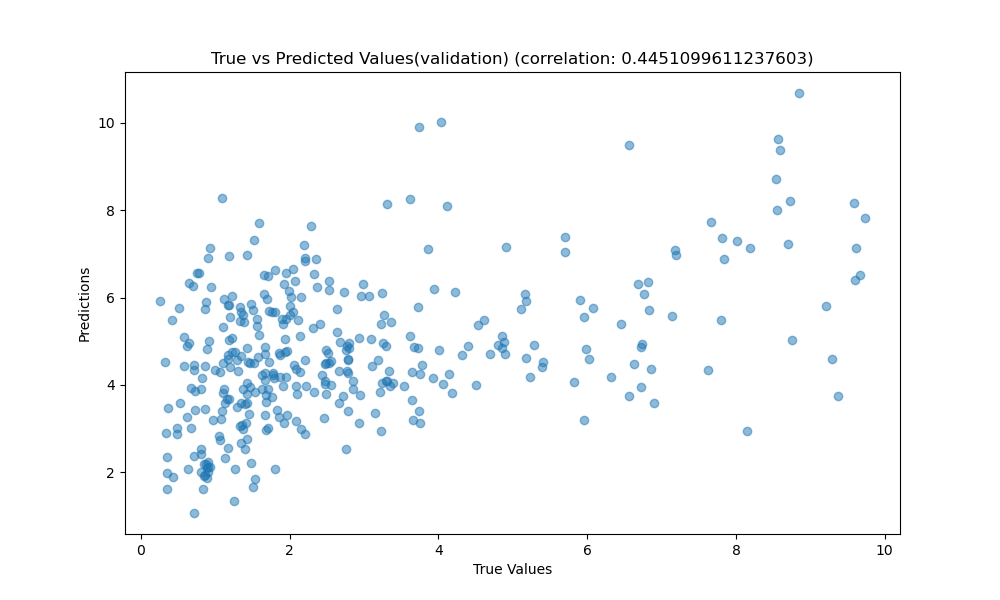 True vs Predicted Values(validation) (correlation: 0.4451099611237603)
10
8
6
4
2
Predictions
0 2 4 6 8 10
True Values